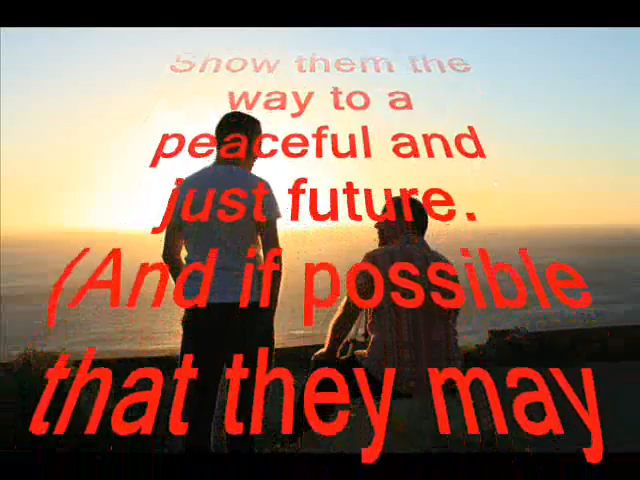 Show them the
way to a
peaceful and
just future.
(And if possible
that they may